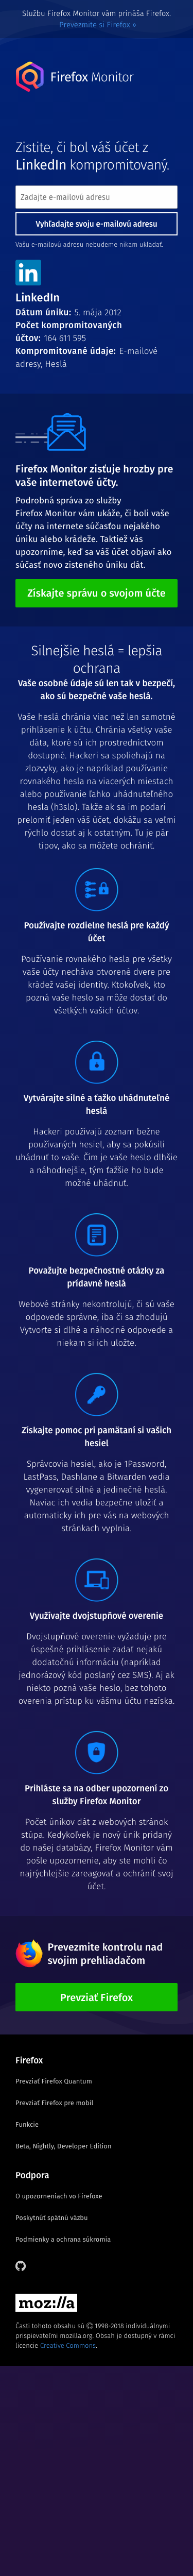 Službu Firefox Monitor vám prináša Firefox.
Prevezmite si Firefox »
Firefox Monitor
Zistite, či bol váš účet z
LinkedIn kompromitovaný.
Zadajte e-mailovú adresu
Vyhľadajte svoju e-mailovú adresu
Vašu e-mailovú adresu nebudeme nikam ukladať.
in
LinkedIn
Dátum úniku: 5. mája 2012
Počet kompromitovaných
účtov: 164 611 595
Kompromitované údaje: E-mailové
adresy, Heslá
Firefox Monitor zisťuje hrozby pre
vaše internetové účty.
Podrobná správa zo služby
Firefox Monitor vám ukáže, či boli vaše
účty na internete súčasťou nejakého
úniku alebo krádeže. Taktiež vás
upozorníme, keď sa váš účet objaví ako
súčasť novo zisteného úniku dát.
Získajte správu o svojom účte
Silnejšie heslá = lepšia
ochrana
Vaše osobné údaje sú len tak v bezpečí,
ako sú bezpečné vaše heslá.
Vaše heslá chránia viac než len samotné
prihlásenie k účtu. Chránia všetky vaše
dáta, ktoré sú ich prostredníctvom
dostupné. Hackeri sa spoliehajú na
zlozvyky, ako je napríklad používanie
rovnakého hesla na viacerých miestach
alebo používanie ľahko uhádnuteľného
hesla (h3slo). Takže ak sa im podarí
prelomiť jeden váš účet, dokážu sa veľmi
rýchlo dostať aj k ostatným. Tu je pár
tipov, ako sa môžete ochrániť.
Používajte rozdielne heslá pre každý
účet
Používanie rovnakého hesla pre všetky
vaše účty necháva otvorené dvere pre
krádež vašej identity. Ktokoľvek, kto
pozná vaše heslo sa môže dostať do
všetkých vašich účtov.
Vytvárajte silné a ťažko uhádnuteľné
heslá
Hackeri používajú zoznam bežne
používaných hesiel, aby sa pokúsili
uhádnuť to vaše. Čím je vaše heslo dlhšie
a náhodnejšie, tým ťažšie ho bude
možné uhádnuť.
Považujte bezpečnostné otázky za
prídavné heslá
Webové stránky nekontrolujú, či sú vaše
odpovede správne, iba či sa zhodujú
Vytvorte si dlhé a náhodné odpovede a
niekam si ich uložte.
Získajte pomoc pri pamätaní si vašich
hesiel
Správcovia hesiel, ako je 1Password,
LastPass, Dashlane a Bitwarden vedia
vygenerovať silné a jedinečné heslá.
Naviac ich vedia bezpečne uložiť a
automaticky ich pre vás na webových
stránkach vyplnia.
Využívajte dvojstupňové overenie
Dvojstupňové overenie vyžaduje pre
úspešné prihlásenie zadať nejakú
dodatočnú informáciu (napríklad
jednorázový kód poslaný cez SMS). Aj ak
niekto pozná vaše heslo, bez tohoto
overenia prístup ku vášmu účtu nezíska.
Prihláste sa na odber upozornení zo
služby Firefox Monitor
Počet únikov dát z webových stránok
stúpa. Kedykoľvek je nový únik pridaný
do našej databázy, Firefox Monitor vám
pošle upozornenie, aby ste mohli čo
najrýchlejšie zareagovať a ochrániť svoj
účet.
Prevezmite kontrolu nad
svojím prehliadačom
Prevziať Firefox
Firefox
Prevziať Firefox Quantum
Prevziať Firefox pre mobil
Funkcie
Beta, Nightly, Developer Edition
Podpora
O upozorneniach vo Firefoxe
Poskytnúť spätnú väzbu
Podmienky a ochrana súkromia
moz://a
Časti tohoto obsahu sú © 1998-2018 individuálnymi
prispievateľmi mozilla.org. Obsah je dostupný v rámci
licencie Creative Commons.